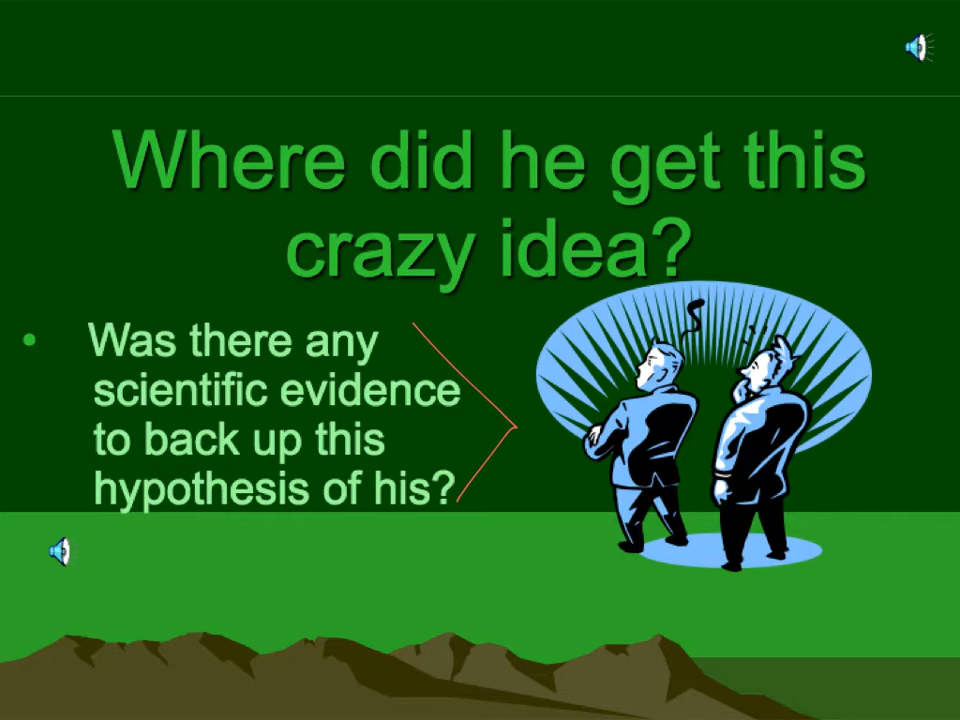 Where did he get this
crazy idea?
• Was there any
scientific evidence
to back up this
hypothesis of his?